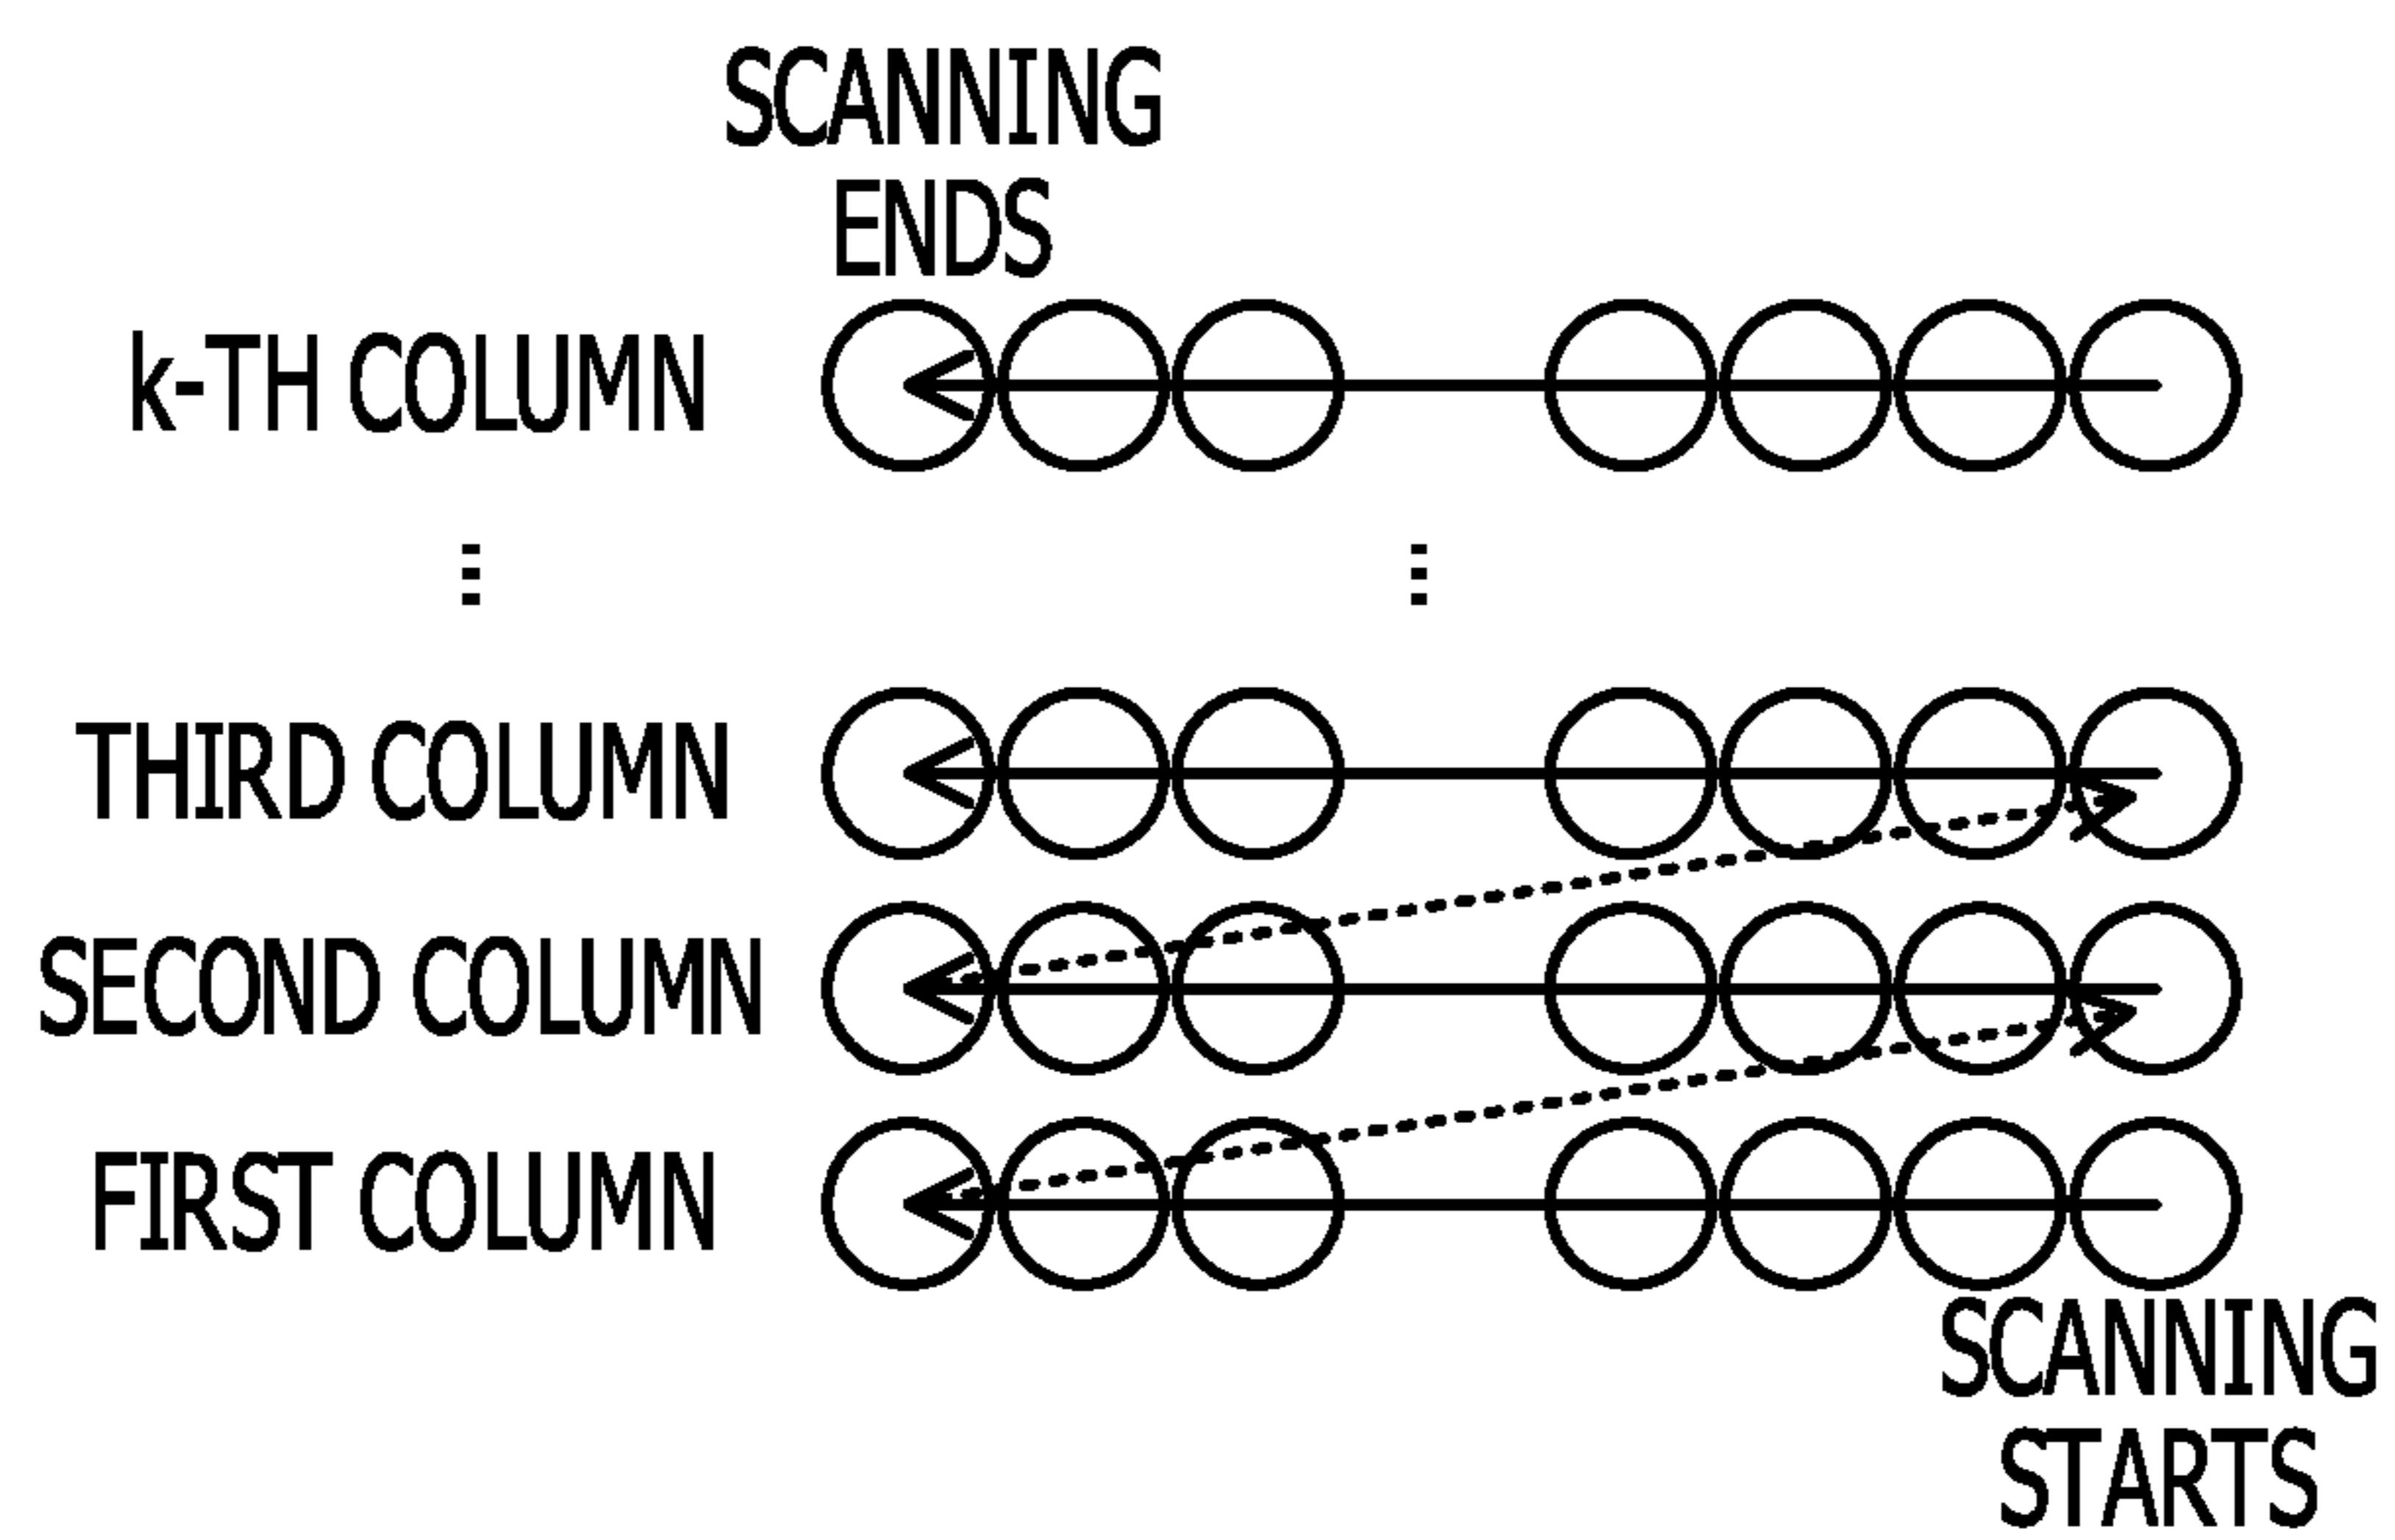 SCANNING
ENDS
k-TH COLUMN
THIRD COLUMN
SECOND COLUMN
FIRST COLUMN
SCANNING
STARTS